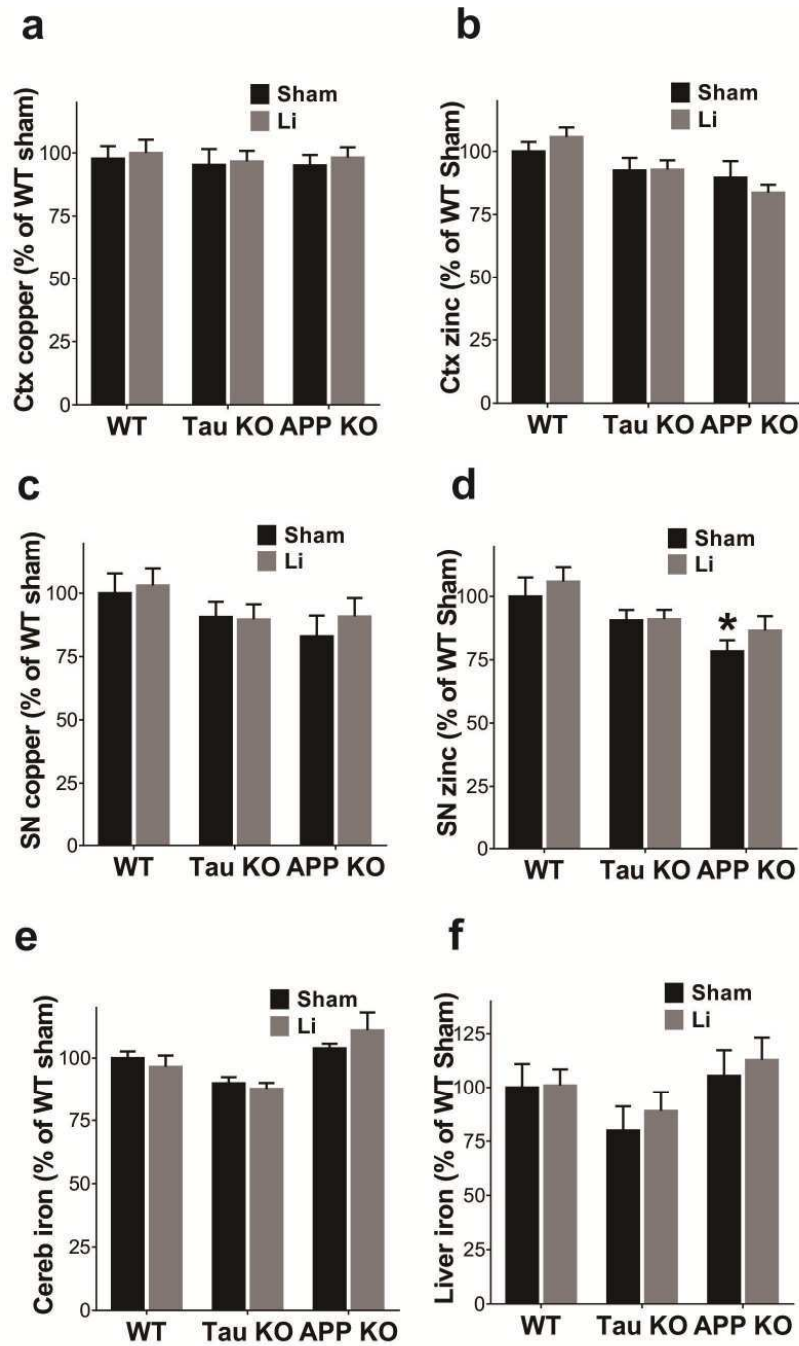 a
Sham
Li
Ctx copper (% of WT sham)
100
75
50
25
0
WT Tau KO APP KO
b
Sham
Li
Ctx zinc (% of WT Sham)
100
75
50
25
0
WT Tau KO APP KO
c
Sham
Li
SN copper (% of WT sham)
100
75
50
25
0
WT Tau KO APP KO
d
Sham
Li
SN zinc (% of WT Sham)
100
75
50
25
0
*
WT Tau KO APP KO
e
Sham
Li
Cereb iron (% of WT sham)
100
75
50
25
0
WT Tau KO APP KO
f
Sham
Li
Liver iron (% of WT Sham)
125
100
75
50
25
0
WT Tau KO APP KO